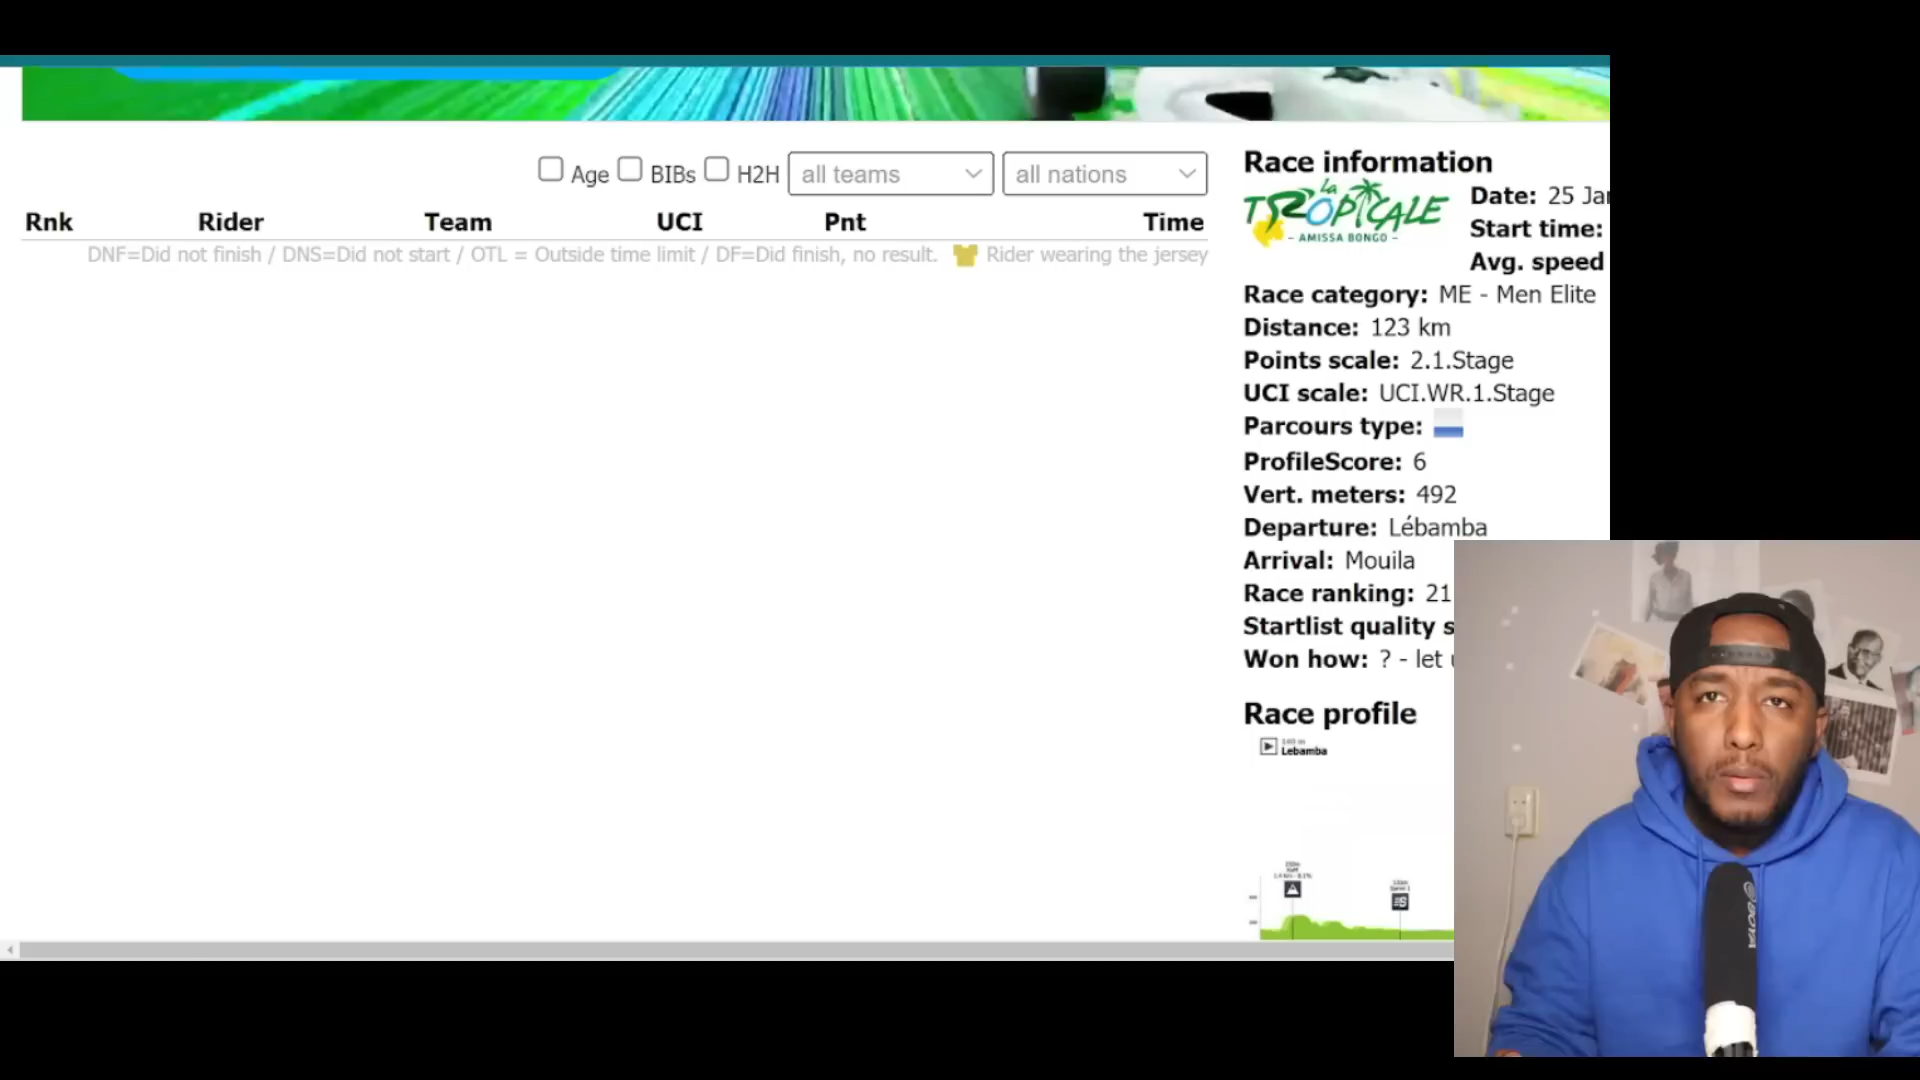 Age BIBs H2H all teams all nations
Rnk Rider Team UCI Pnt Time
DNF=Did not finish / DNS=Did not start / OTL = Outside time limit / DF=Did finish, no result. Rider wearing the jersey
Race information
La
TROPICALE
- AMISSA BONGO -
Date: 25 Jan
Start time:
Avg. speed
Race category: ME - Men Elite
Distance: 123 km
Points scale: 2.1.Stage
UCI scale: UCI.WR.1.Stage
Parcours type:
ProfileScore: 6
Vert. meters: 492
Departure: Lébamba
Arrival: Mouila
Race ranking: 21
Startlist quality s
Won how: ? - let
Race profile
Lebamba